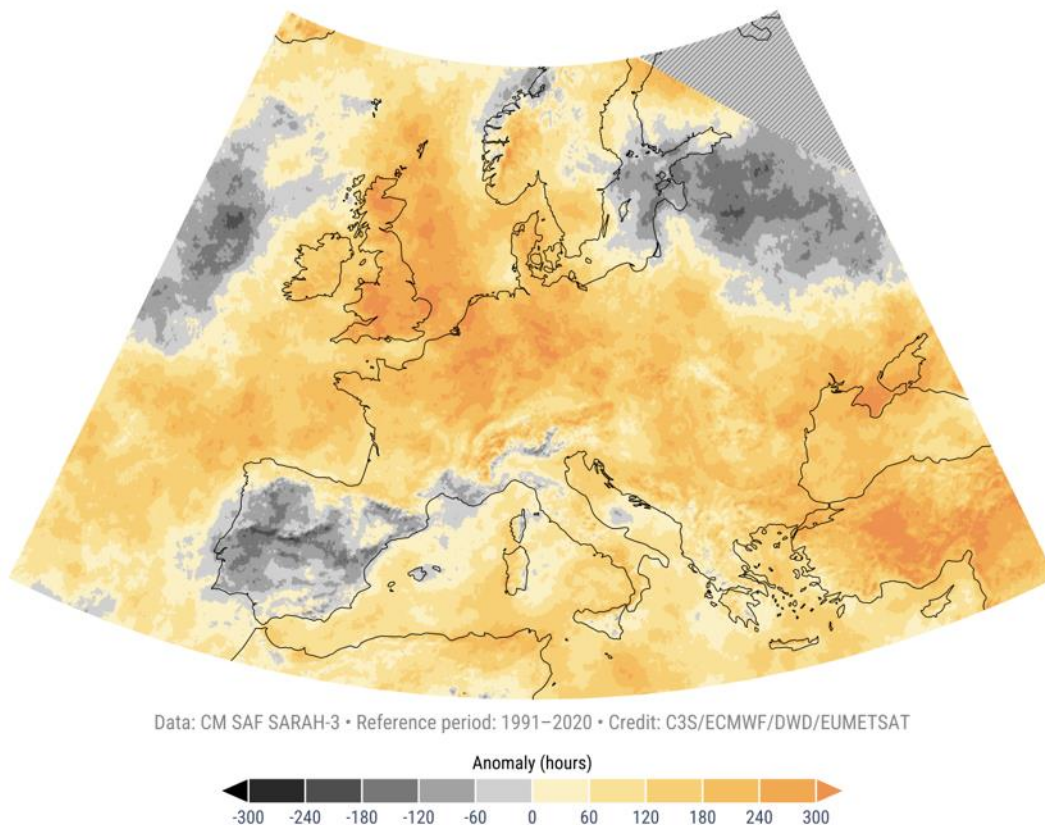 Data: CM SAF SARAH-3 • Reference period: 1991–2020 • Credit: C3S/ECMWF/DWD/EUMETSAT
Anomaly (hours)
-300 -240 -180 -120 -60 0 60 120 180 240 300